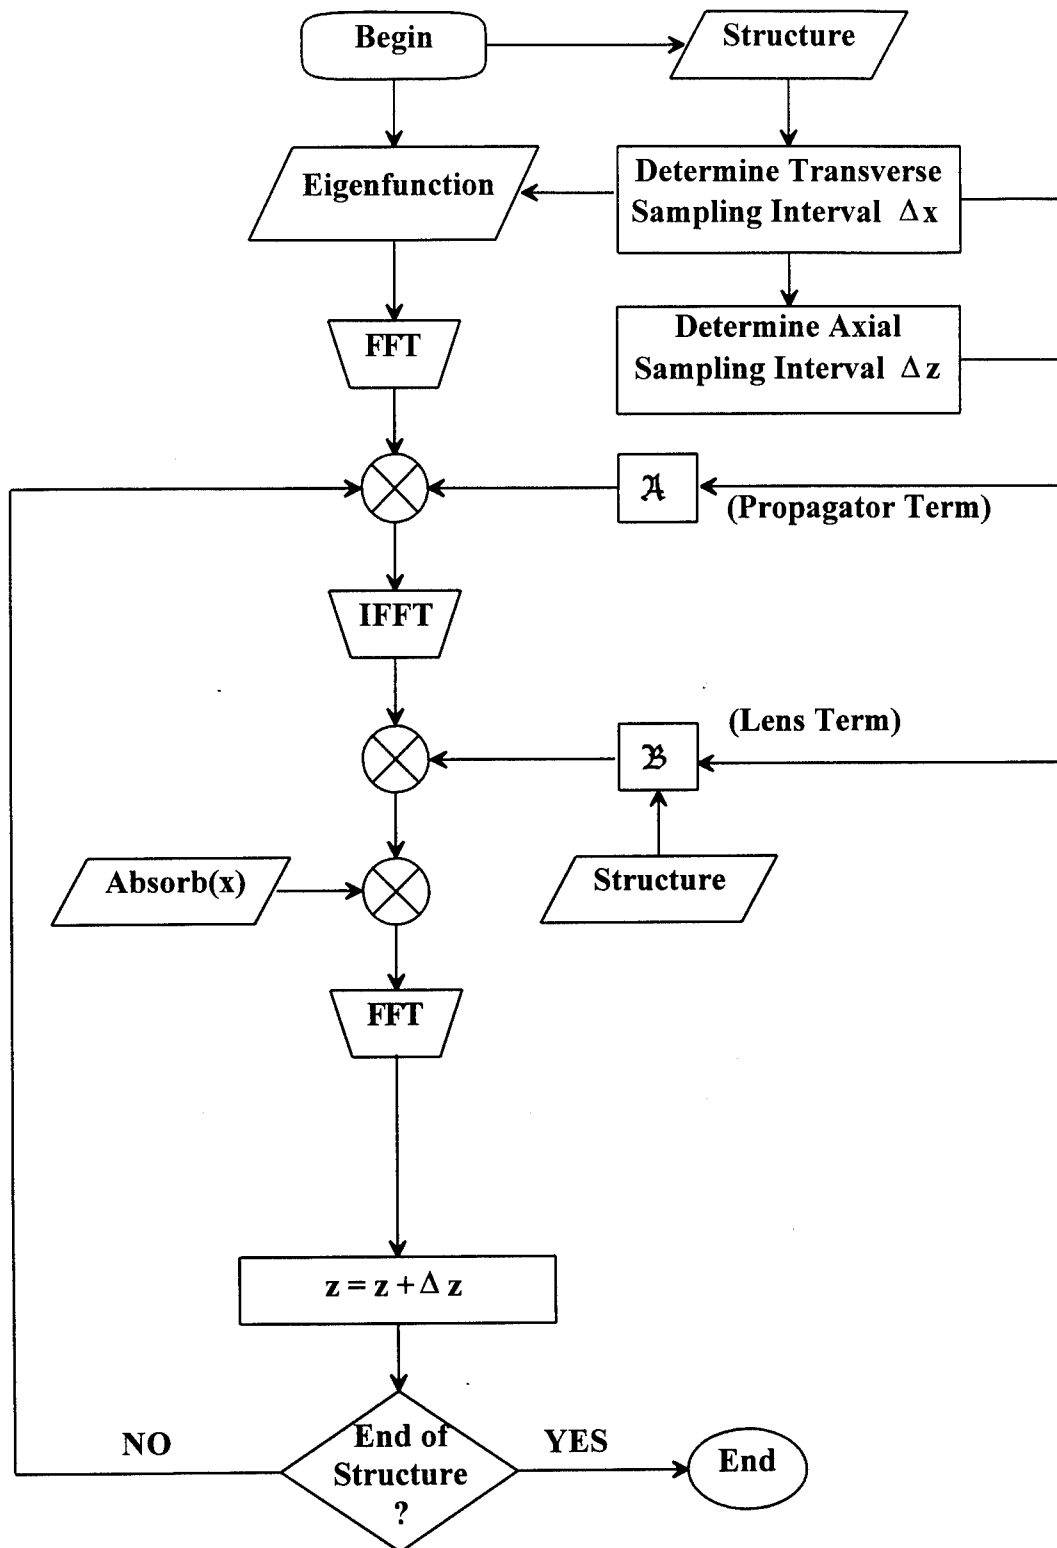 Begin
Structure
Eigenfunction
Determine Transverse
Sampling Interval Δx
Determine Axial
Sampling Interval Δz
FFT
𝔄
(Propagator Term)
IFFT
(Lens Term)
𝔅
Absorb(x)
Structure
FFT
z = z + Δ z
End of
Structure
?
NO
YES
End